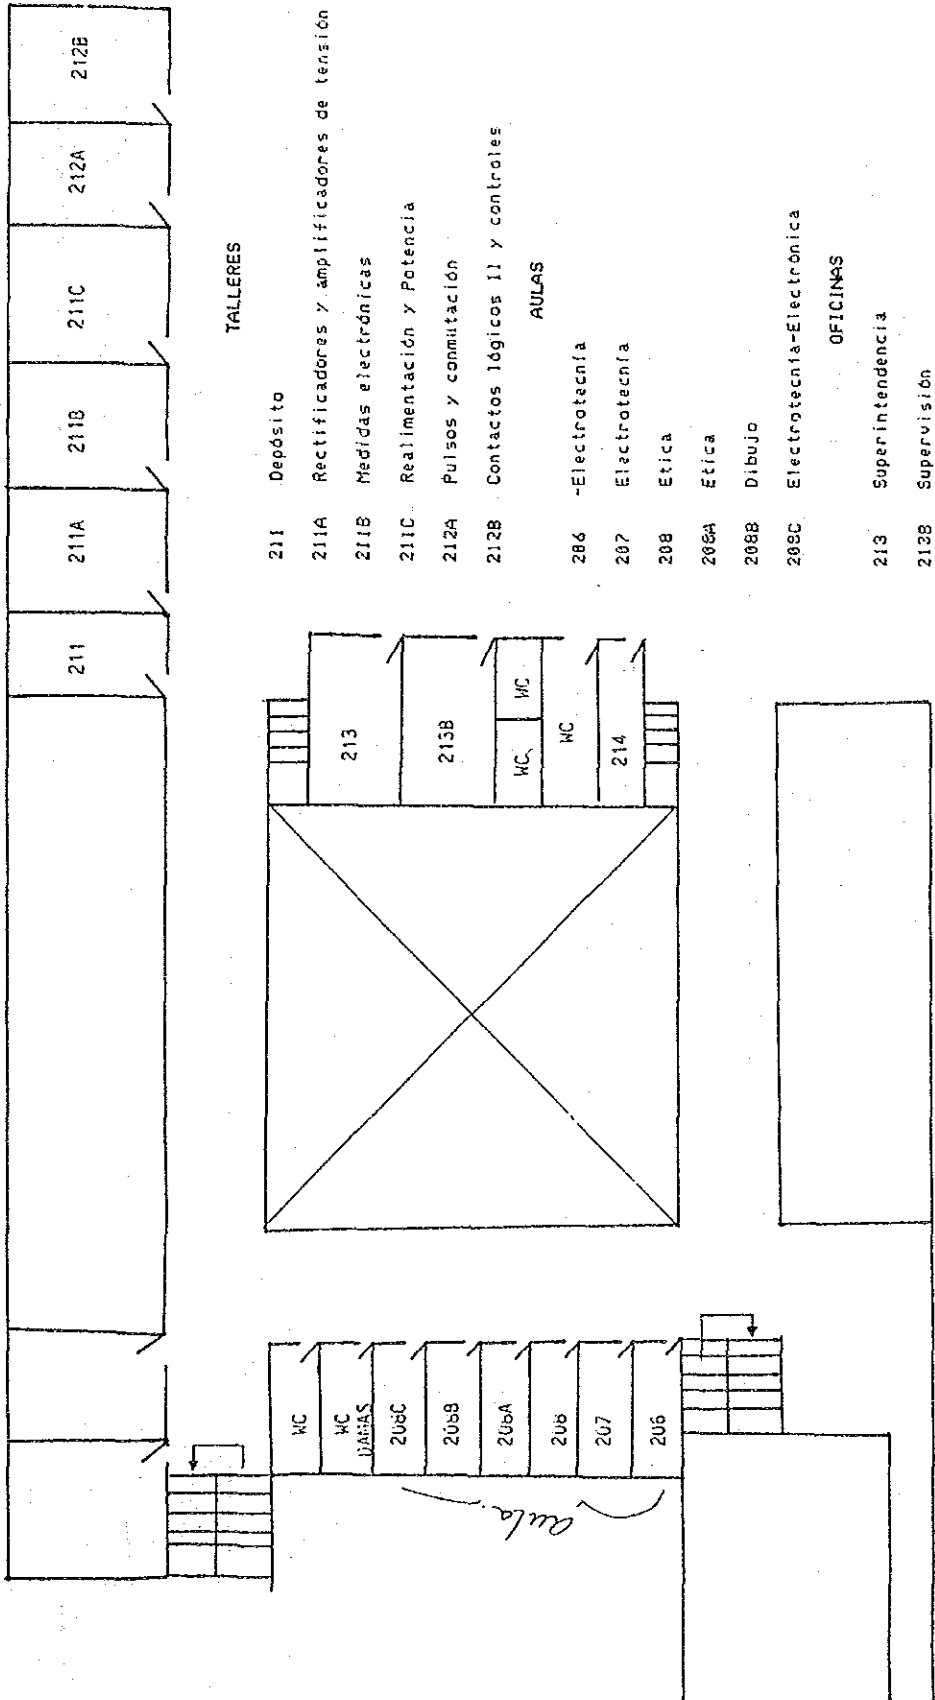 211
211A
211B
211C
212A
212B
213
213B
WC
WC
WC
214
WC
WC
DAMAS
208C
208B
208A
208
207
206
aula
TALLERES
211 Depósito
211A Rectificadores y amplificadores de tensión
211B Medidas electrónicas
211C Realimentación y Potencia
212A Pulsos y conmutación
212B Contactos lógicos II y controles
AULAS
206 -Electrotecnía
207 Electrotecnía
208 Etica
208A Etica
208B Dibujo
208C Electrotecnia-Electrónica
OFICINAS
213 Superintendencia
213B Supervisión